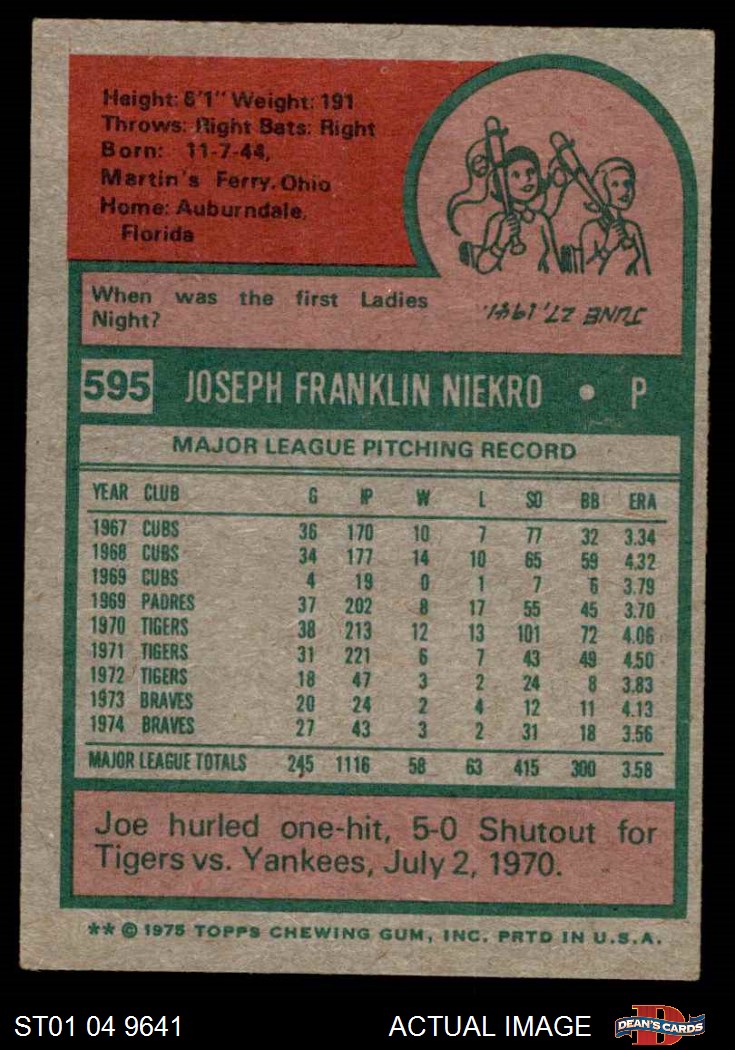 Height: 6'1" Weight: 191
Throws: Right Bats: Right
Born: 11-7-44,
Martin's Ferry, Ohio
Home: Auburndale,
Florida
When was the first Ladies
Night?
JUNE 27, 1941.
595 JOSEPH FRANKLIN NIEKRO • P
MAJOR LEAGUE PITCHING RECORD
YEAR CLUB G IP W L SO BB ERA
1967 CUBS 36 170 10 7 77 32 3.34
1968 CUBS 34 177 14 10 65 59 4.32
1969 CUBS 4 19 0 1 7 6 3.79
1969 PADRES 37 202 8 17 55 45 3.70
1970 TIGERS 38 213 12 13 101 72 4.06
1971 TIGERS 31 221 6 7 43 49 4.50
1972 TIGERS 18 47 3 2 24 8 3.83
1973 BRAVES 20 24 2 4 12 11 4.13
1974 BRAVES 27 43 3 2 31 18 3.56
MAJOR LEAGUE TOTALS 245 1116 58 63 415 300 3.58
Joe hurled one-hit, 5-0 Shutout for
Tigers vs. Yankees, July 2, 1970.
** © 1975 TOPPS CHEWING GUM, INC. PRTD IN U.S.A.
ST01 04 9641 ACTUAL IMAGE D DEAN'S CARDS